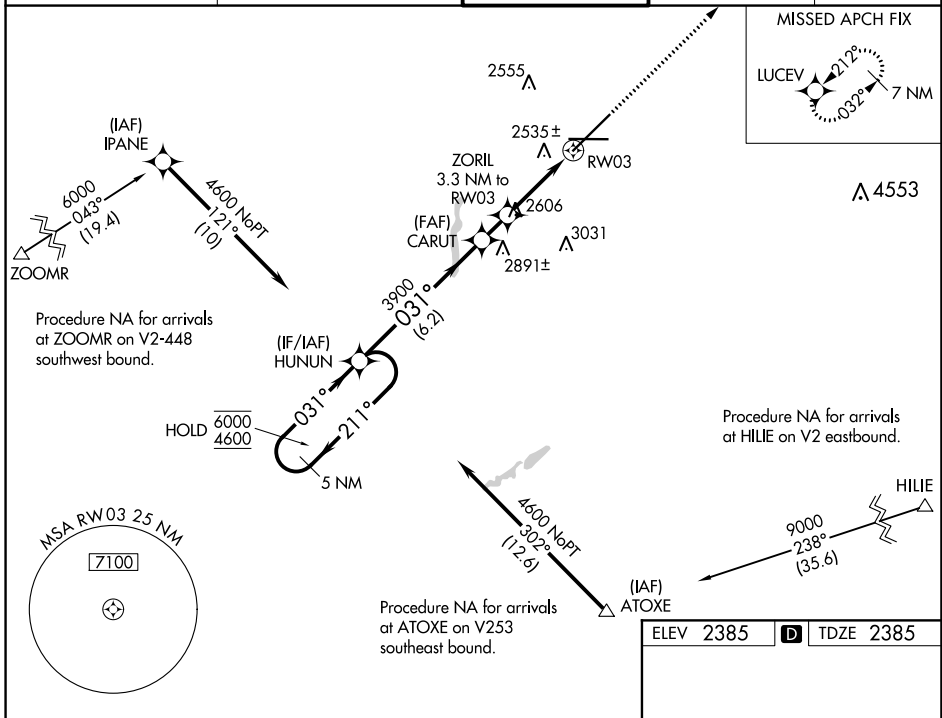 MISSED APCH FIX
LUCEV
212°
032°
7 NM
2555
2535±
RW03
ZORIL
3.3 NM to
RW03
2606
4553
(IAF)
IPANE
6000
043°
(19.4)
ZOOMR
4600 NoPT
121°
(10)
(FAF)
CARUT
3031
2891±
3900
031°
(6.2)
Procedure NA for arrivals
at ZOOMR on V2-448
southwest bound.
(IF/IAF)
HUNUN
031°
211°
HOLD
6000
4600
5 NM
Procedure NA for arrivals
at HILIE on V2 eastbound.
HILIE
9000
238°
(35.6)
4600 NoPT
302°
(12.6)
(IAF)
ATOXE
MSA RW03 25 NM
7100
Procedure NA for arrivals
at ATOXE on V253
southeast bound.
ELEV 2385 D TDZE 2385